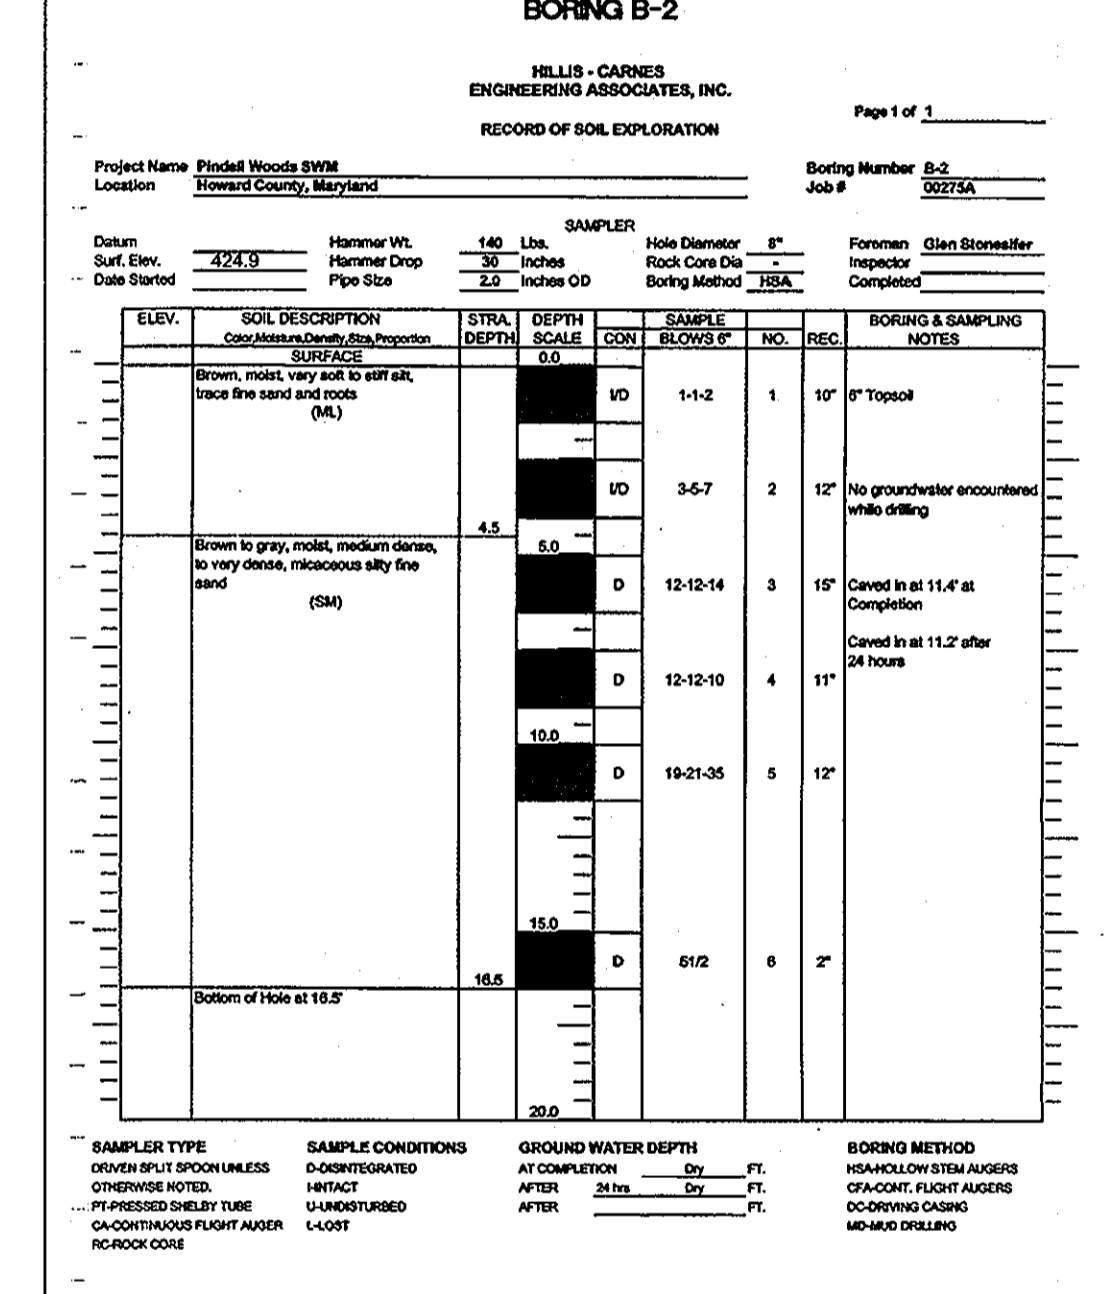 BORING B-2
HILLIS - CARNES
ENGINEERING ASSOCIATES, INC.
Page 1 of 1
RECORD OF SOIL EXPLORATION
Project Name Pindell Woods SWM Boring Number B-2
Location Howard County, Maryland Job # 00275A
SAMPLER
Datum Hammer Wt. 140 Lbs. Hole Diameter 8" Foreman Glen Stonesifer
Surf. Elev. 424.9 Hammer Drop 30 Inches Rock Core Dia - Inspector
Date Started Pipe Size 2.0 Inches OD Boring Method HSA Completed
ELEV. SOIL DESCRIPTION STRA. DEPTH SAMPLE BORING & SAMPLING
Color,Moisture,Density,Size,Proportion DEPTH SCALE CON BLOWS 6" NO. REC. NOTES
SURFACE 0.0
Brown, moist, very soft to stiff silt,
trace fine sand and roots I/D 1-1-2 1 10" 6" Topsoil
(ML)
I/D 3-5-7 2 12" No groundwater encountered
while drilling
4.5
Brown to gray, moist, medium dense, 5.0
to very dense, micaceous silty fine
sand D 12-12-14 3 15" Caved in at 11.4' at
(SM) Completion
Caved in at 11.2' after
24 hours
D 12-12-10 4 11"
10.0
D 19-21-35 5 12"
15.0
D 51/2 6 2"
16.5
Bottom of Hole at 16.5'
20.0
SAMPLER TYPE SAMPLE CONDITIONS GROUND WATER DEPTH BORING METHOD
DRIVEN SPLIT SPOON UNLESS D-DISINTEGRATED AT COMPLETION Dry FT. HSA-HOLLOW STEM AUGERS
OTHERWISE NOTED. I-INTACT AFTER 24 hrs Dry FT. CFA-CONT. FLIGHT AUGERS
PT-PRESSED SHELBY TUBE U-UNDISTURBED AFTER FT. DC-DRIVING CASING
CA-CONTINUOUS FLIGHT AUGER L-LOST MD-MUD DRILLING
RC-ROCK CORE